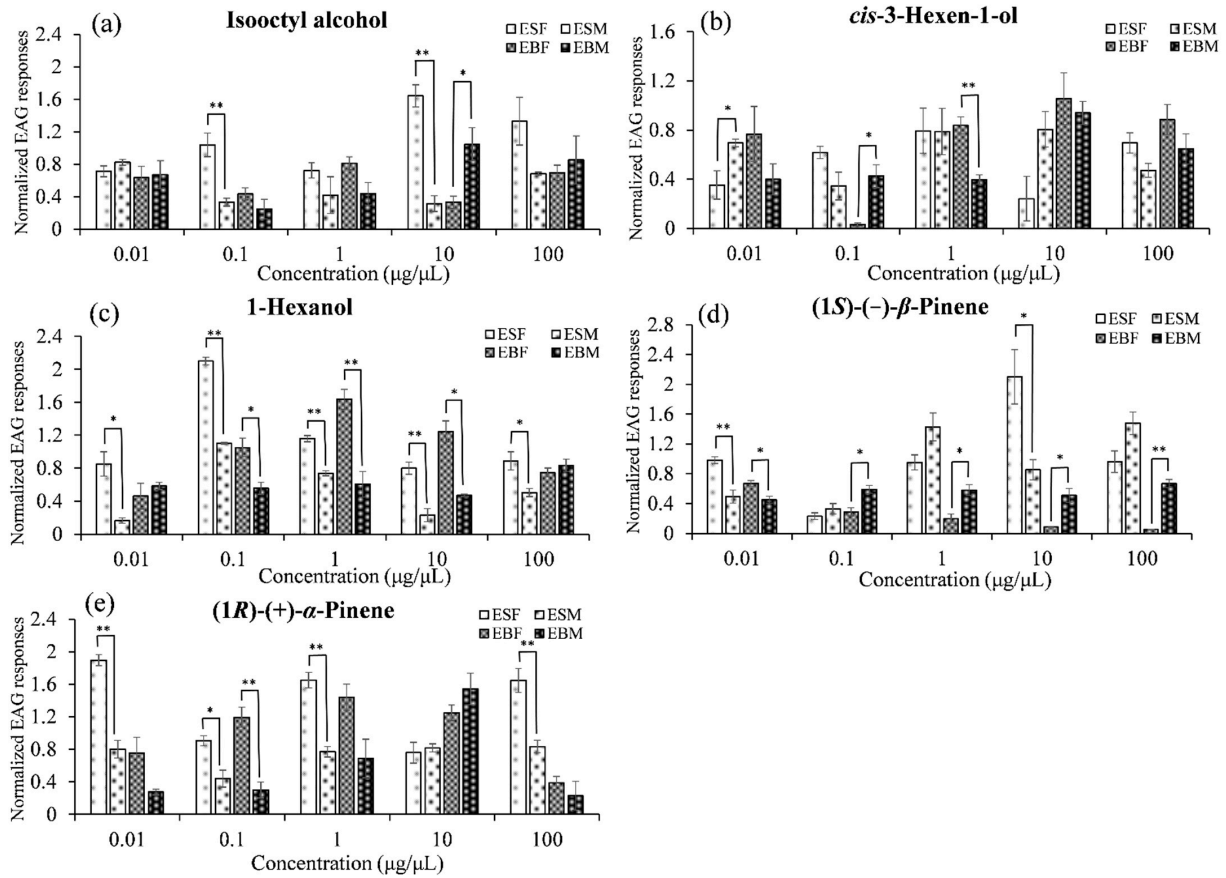 (a)
Isooctyl alcohol
ESF ESM
EBF EBM
Normalized EAG responses
2.4
2
1.6
1.2
0.8
0.4
0
**
**
*
0.01 0.1 1 10 100
Concentration (μg/μL)
(b)
cis-3-Hexen-1-ol
ESF ESM
EBF EBM
Normalized EAG responses
1.6
1.2
0.8
0.4
0
*
*
**
0.01 0.1 1 10 100
Concentration (μg/μL)
(c)
1-Hexanol
ESF ESM
EBF EBM
Normalized EAG responses
2.4
2
1.6
1.2
0.8
0.4
0
*
**
*
**
**
**
*
*
0.01 0.1 1 10 100
Concentration (μg/μL)
(d)
(1S)-(−)-β-Pinene
ESF ESM
EBF EBM
Normalized EAG responses
2.8
2.4
2
1.6
1.2
0.8
0.4
0
**
*
*
*
*
*
**
0.01 0.1 1 10 100
Concentration (μg/μL)
(e)
(1R)-(+)-α-Pinene
ESF ESM
EBF EBM
Normalized EAG responses
2.4
2
1.6
1.2
0.8
0.4
0
**
*
**
**
**
0.01 0.1 1 10 100
Concentration (μg/μL)